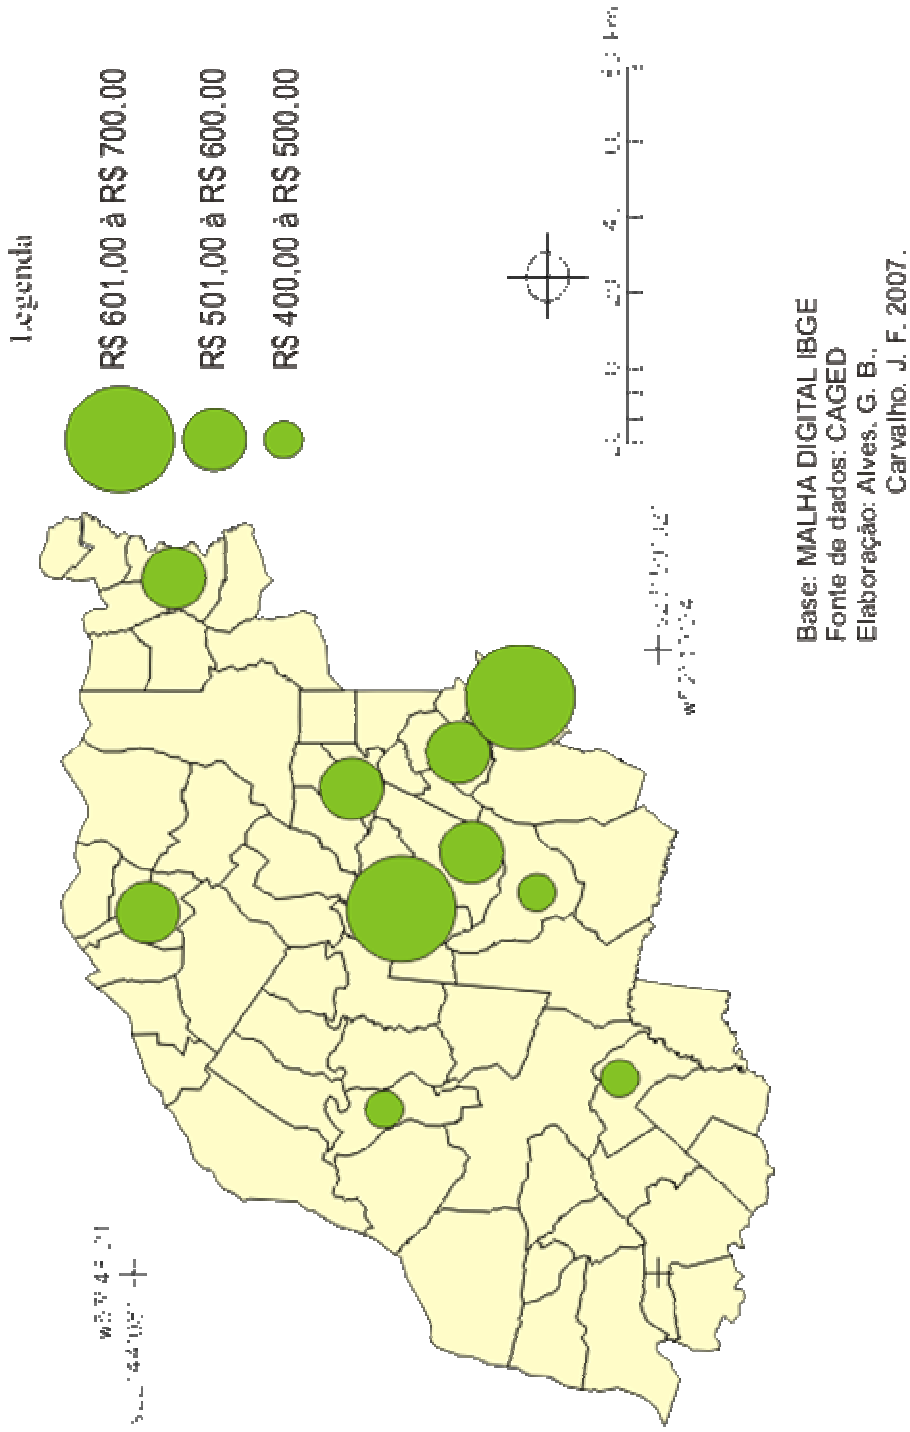 Legenda
R$ 601,00 à R$ 700.00
R$ 501,00 à R$ 600.00
R$ 400,00 à R$ 500.00
Base: MALHA DIGITAL IBGE
Fonte de dados: CAGED
Elaboração: Alves, G. B.,
Carvalho, J. F. 2007.